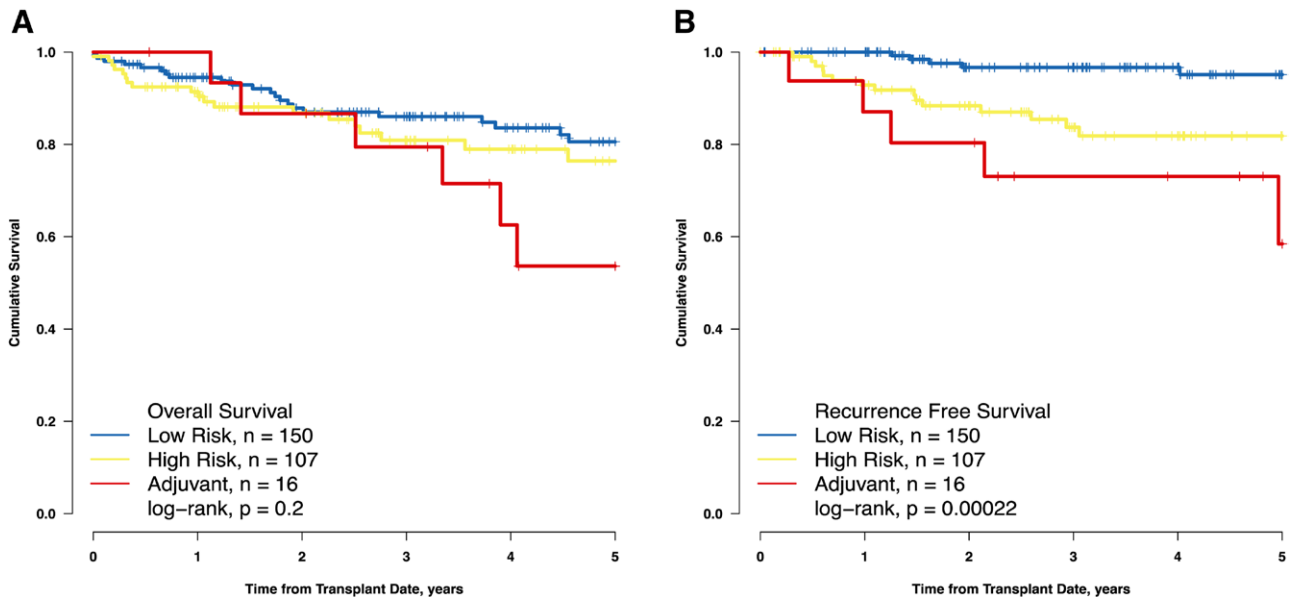 A
1.0
0.8
0.6
0.4
0.2
0.0
Cumulative Survival
Overall Survival
Low Risk, n = 150
High Risk, n = 107
Adjuvant, n = 16
log−rank, p = 0.2
0 1 2 3 4 5
Time from Transplant Date, years
B
1.0
0.8
0.6
0.4
0.2
0.0
Cumulative Survival
Recurrence Free Survival
Low Risk, n = 150
High Risk, n = 107
Adjuvant, n = 16
log−rank, p = 0.00022
0 1 2 3 4 5
Time from Transplant Date, years